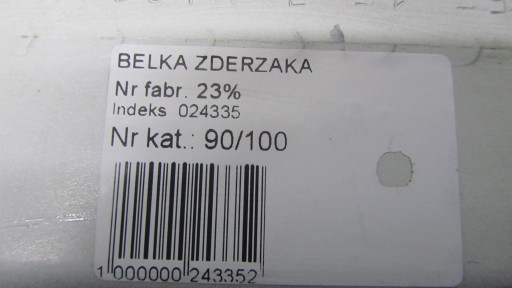 BELKA ZDERZAKA
Nr fabr. 23%
Indeks 024335
Nr kat.: 90/100
1 000000 243352